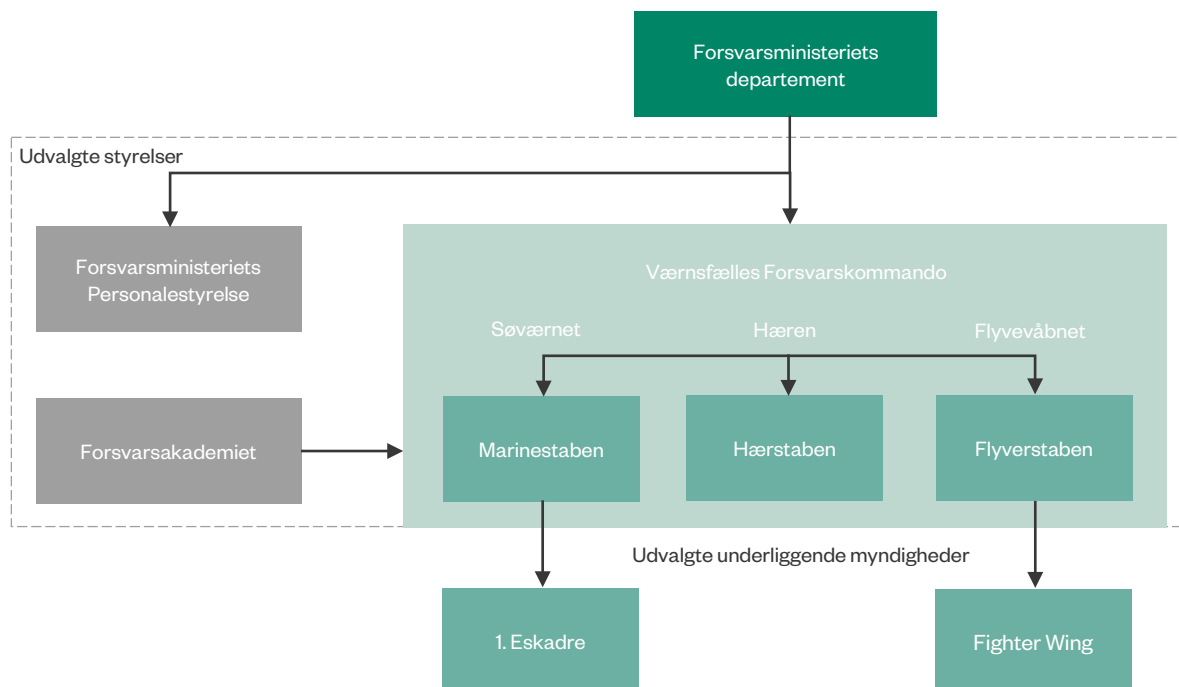 Forsvarsministeriets
departement
Udvalgte styrelser
Forsvarsministeriets
Personalestyrelse
Værnsfælles Forsvarskommando
Søværnet
Hæren
Flyvevåbnet
Forsvarsakademiet
Marinestaben
Hærstaben
Flyverstaben
Udvalgte underliggende myndigheder
1. Eskadre
Fighter Wing